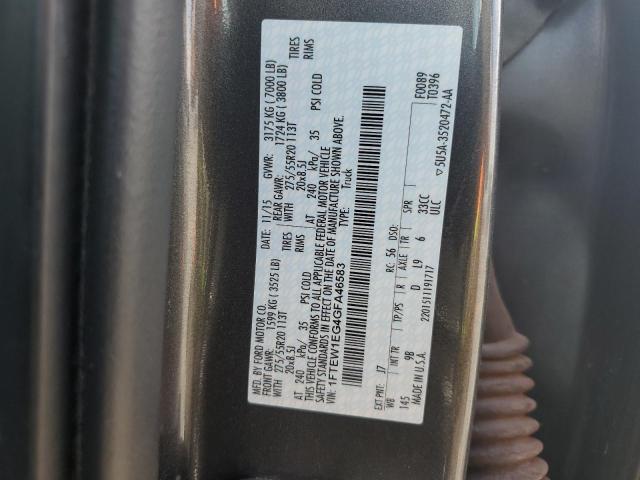 MFD. BY FORD MOTOR CO.
DATE: 11/15 GVWR: 3175 KG ( 7000 LB)
FRONT GAWR: 1599 KG ( 3525 LB) REAR GAWR: 1724 KG ( 3800 LB)
WITH 275/55R20 113T TIRES WITH 275/55R20 113T TIRES
20x8.5J RIMS 20x8.5J RIMS
AT 240 kPa/ 35 PSI COLD AT 240 kPa/ 35 PSI COLD
THIS VEHICLE CONFORMS TO ALL APPLICABLE FEDERAL MOTOR VEHICLE
SAFETY STANDARDS IN EFFECT ON THE DATE OF MANUFACTURE SHOWN ABOVE.
VIN: 1FTEW1EG4GFA46583
TYPE: Truck
F0089
T0396
EXT PNT: J7 RC: 56 DSO:
WB INT TR TP/PS R AXLE TR SPR
145 9B D L9 6 33CC
MADE IN U.S.A. ULC
2201511191717
▽5U5A-3520472-AA